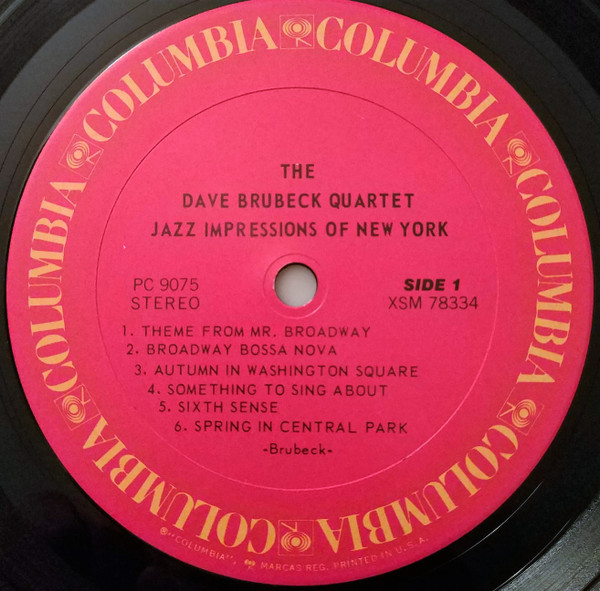 COLUMBIA COLUMBIA COLUMBIA COLUMBIA COLUMBIA COLUMBIA COLUMBIA
THE
DAVE BRUBECK QUARTET
JAZZ IMPRESSIONS OF NEW YORK
PC 9075
STEREO
SIDE 1
XSM 78334
1. THEME FROM MR. BROADWAY
2. BROADWAY BOSSA NOVA
3. AUTUMN IN WASHINGTON SQUARE
4. SOMETHING TO SING ABOUT
5. SIXTH SENSE
6. SPRING IN CENTRAL PARK
-Brubeck-
®"COLUMBIA", MARCAS REG. PRINTED IN U.S.A.